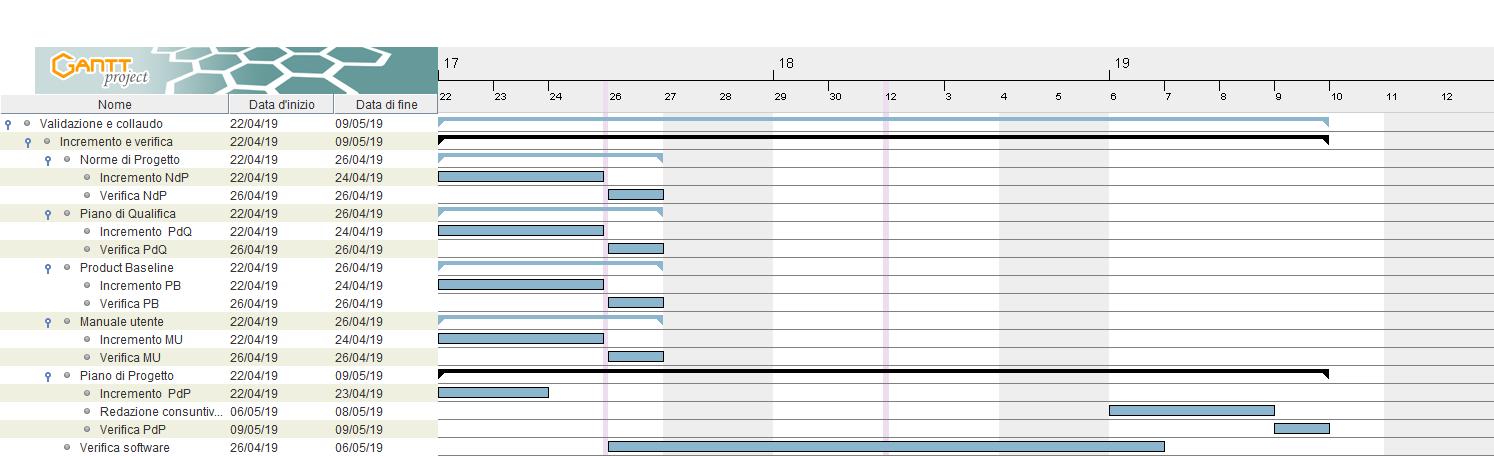 GANTT
project
17 18 19
22 23 24 26 27 28 29 30 12 3 4 5 6 7 8 9 10 11 12
Nome Data d'inizio Data di fine
Validazione e collaudo 22/04/19 09/05/19
Incremento e verifica 22/04/19 09/05/19
Norme di Progetto 22/04/19 26/04/19
Incremento NdP 22/04/19 24/04/19
Verifica NdP 26/04/19 26/04/19
Piano di Qualifica 22/04/19 26/04/19
Incremento PdQ 22/04/19 24/04/19
Verifica PdQ 26/04/19 26/04/19
Product Baseline 22/04/19 26/04/19
Incremento PB 22/04/19 24/04/19
Verifica PB 26/04/19 26/04/19
Manuale utente 22/04/19 26/04/19
Incremento MU 22/04/19 24/04/19
Verifica MU 26/04/19 26/04/19
Piano di Progetto 22/04/19 09/05/19
Incremento PdP 22/04/19 23/04/19
Redazione consuntiv... 06/05/19 08/05/19
Verifica PdP 09/05/19 09/05/19
Verifica software 26/04/19 06/05/19